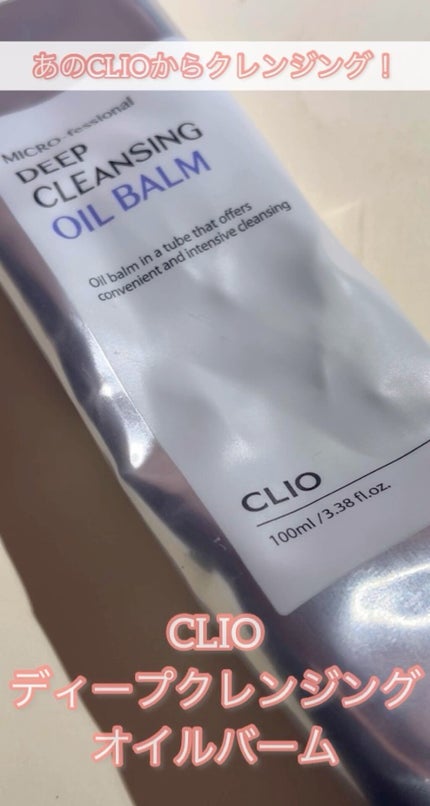 あのCLIOからクレンジング！
MICRO-fessional
DEEP
CLEANSING
OIL BALM
Oil balm in a tube that offers
convenient and intensive cleansing
CLIO
100ml / 3.38 fl.oz.
CLIO
ディープクレンジング
オイルバーム